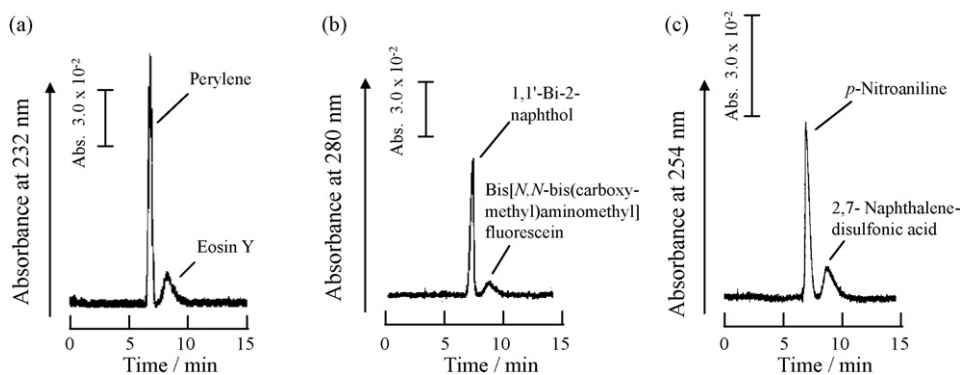 (a)
Absorbance at 232 nm
Abs. 3.0 x 10-2
Perylene
Eosin Y
0 5 10 15
Time / min
(b)
Absorbance at 280 nm
Abs. 3.0 x 10-2
1,1'-Bi-2-
naphthol
Bis[N,N-bis(carboxy-
methyl)aminomethyl]
fluorescein
0 5 10 15
Time / min
(c)
Absorbance at 254 nm
Abs. 3.0 x 10-2
p-Nitroaniline
2,7- Naphthalene-
disulfonic acid
0 5 10 15
Time / min